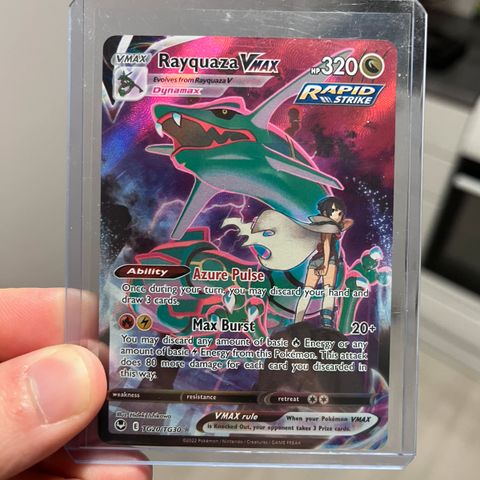 VMAX Rayquaza VMAX HP 320
Evolves from Rayquaza V
Dynamax
RAPID
STRIKE
Ability Azure Pulse
Once during your turn, you may discard your hand and
draw 3 cards.
Max Burst 20+
You may discard any amount of basic Energy or any
amount of basic Energy from this Pokémon. This attack
does 80 more damage for each card you discarded in
this way.
weakness resistance retreat
Illus. Hideki Ishikawa
VMAX rule
When your Pokémon VMAX
is Knocked Out, your opponent takes 3 Prize cards.
E TG20/TG30
©2022 Pokémon / Nintendo / Creatures / GAME FREAK